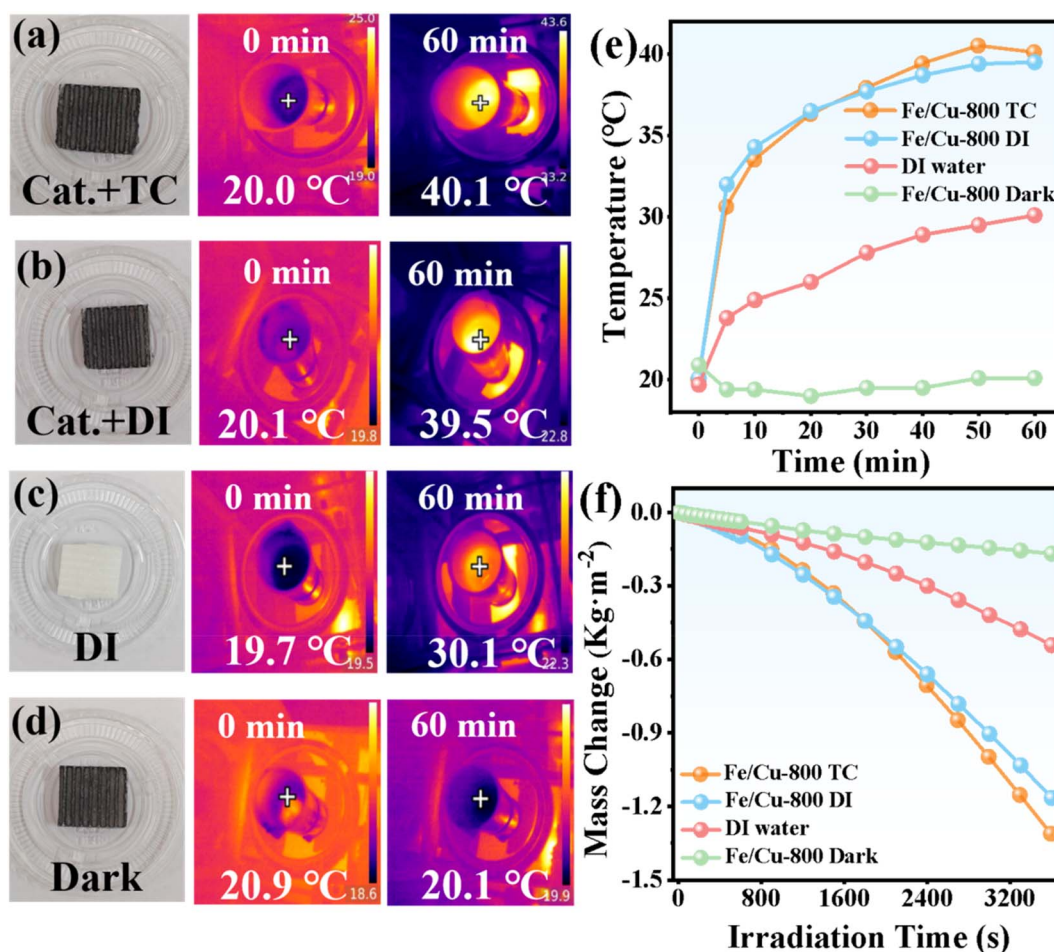 (a)
Cat.+TC
0 min
25.0
19.0
20.0 °C
60 min
43.6
23.2
40.1 °C
(b)
Cat.+DI
0 min
19.8
20.1 °C
60 min
22.8
39.5 °C
(c)
DI
0 min
19.5
19.7 °C
60 min
22.3
30.1 °C
(d)
Dark
0 min
18.6
20.9 °C
60 min
19.9
20.1 °C
(e)
Temperature (°C)
40
35
30
25
20
Fe/Cu-800 TC
Fe/Cu-800 DI
DI water
Fe/Cu-800 Dark
0 10 20 30 40 50 60
Time (min)
(f)
Mass Change (Kg·m-2)
0.0
-0.3
-0.6
-0.9
-1.2
-1.5
Fe/Cu-800 TC
Fe/Cu-800 DI
DI water
Fe/Cu-800 Dark
0 800 1600 2400 3200
Irradiation Time (s)